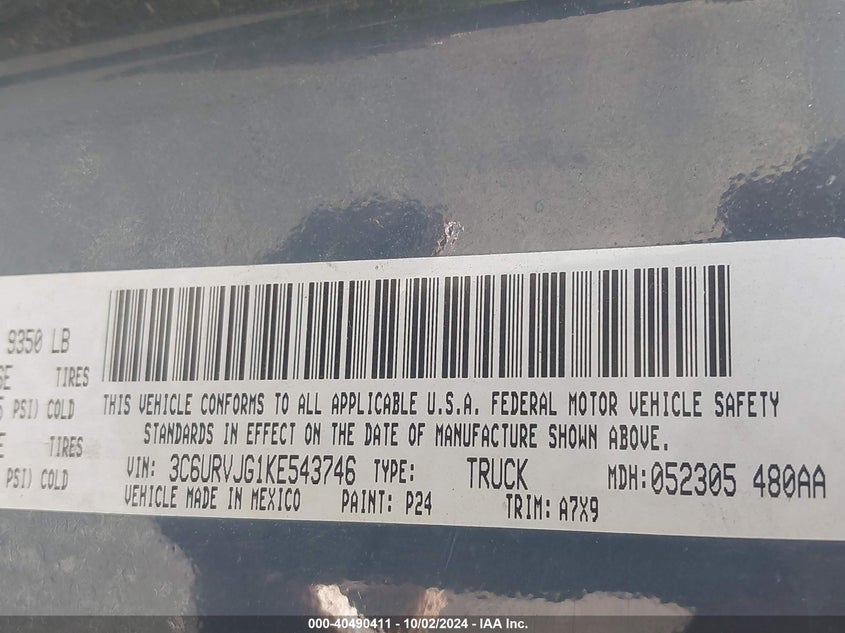 9350 LB
TIRES
PSI) COLD
TIRES
PSI) COLD
THIS VEHICLE CONFORMS TO ALL APPLICABLE U.S.A. FEDERAL MOTOR VEHICLE SAFETY
STANDARDS IN EFFECT ON THE DATE OF MANUFACTURE SHOWN ABOVE.
VIN: 3C6URVJG1KE543746 TYPE: TRUCK MDH:052305 480AA
VEHICLE MADE IN MEXICO PAINT: P24 TRIM: A7X9
000-40490411 - 10/02/2024 - IAA Inc.